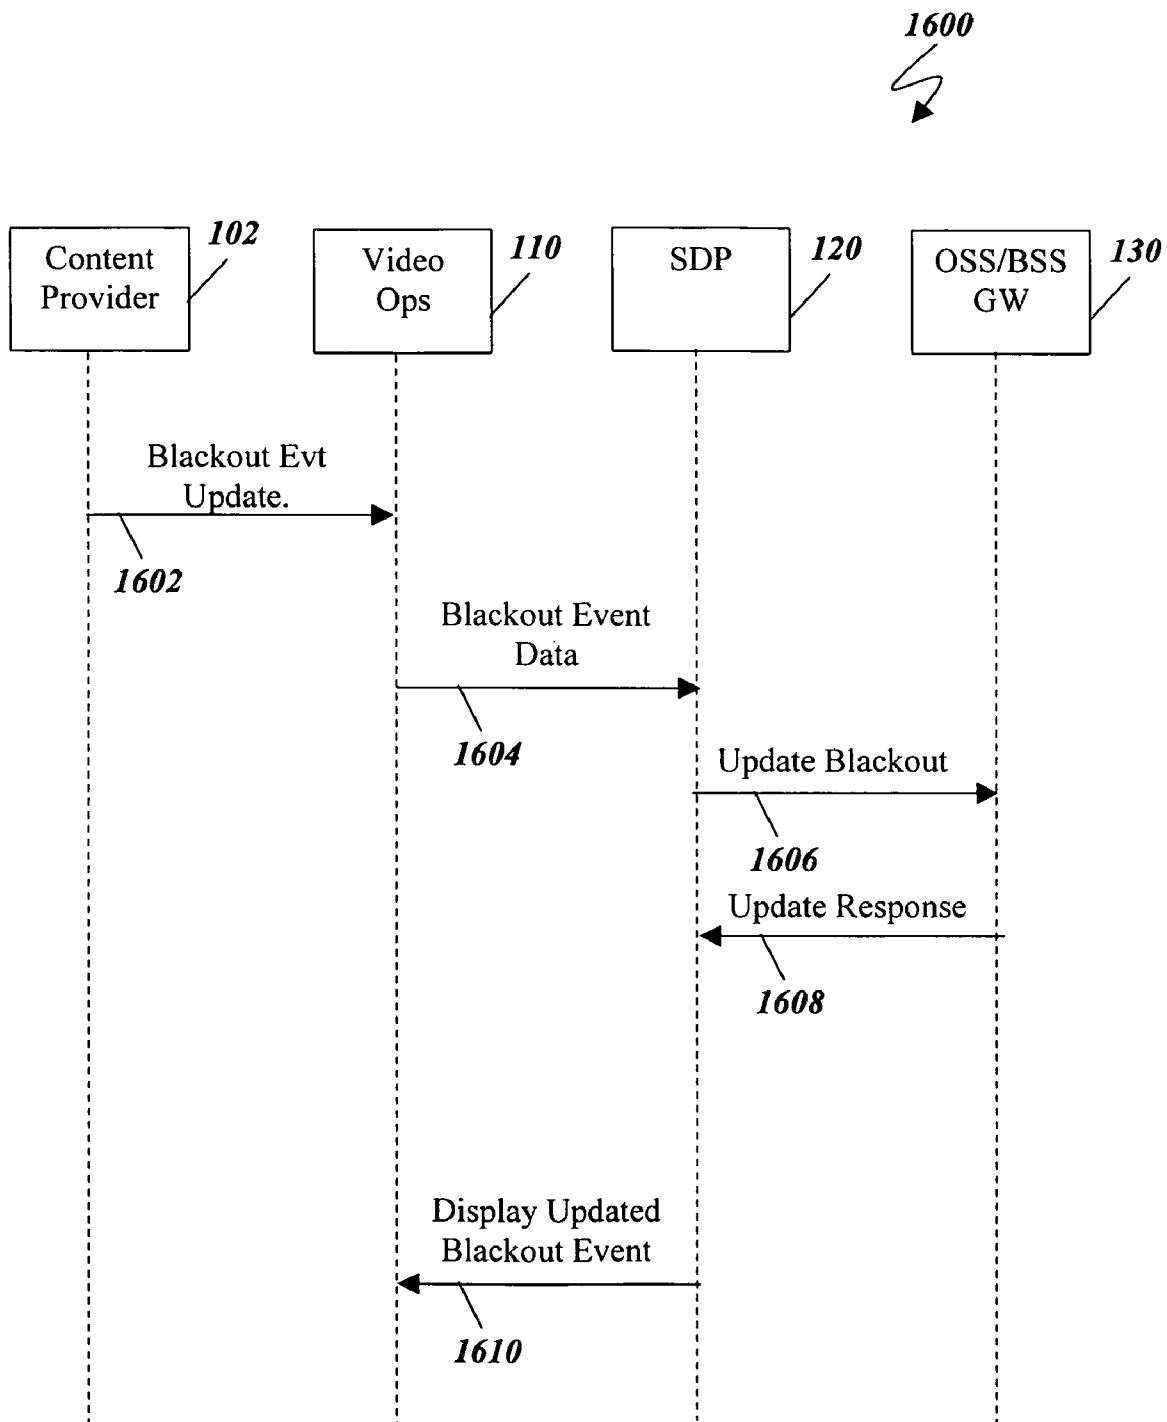 1600
Content
Provider
102
Video
Ops
110
SDP
120
OSS/BSS
GW
130
Blackout Evt
Update.
1602
Blackout Event
Data
1604
Update Blackout
1606
Update Response
1608
Display Updated
Blackout Event
1610